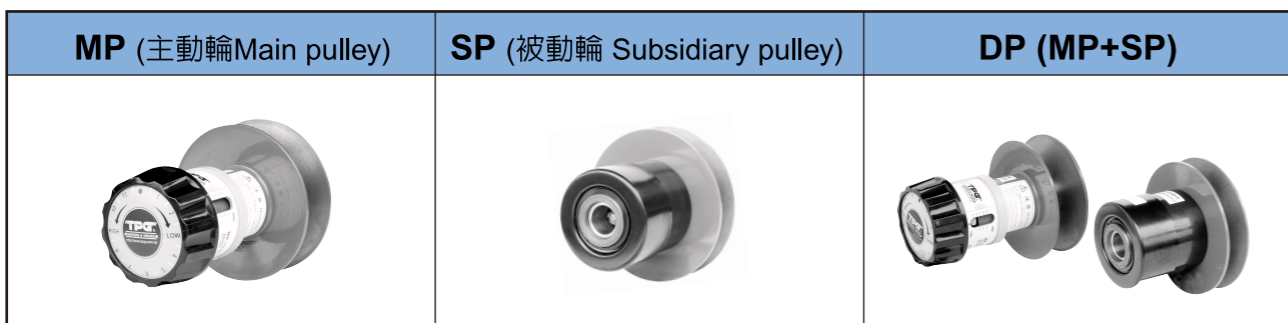 MP (主動輪Main pulley)
SP (被動輪 Subsidiary pulley)
DP (MP+SP)
TPG
HIGH
LOW
TPG